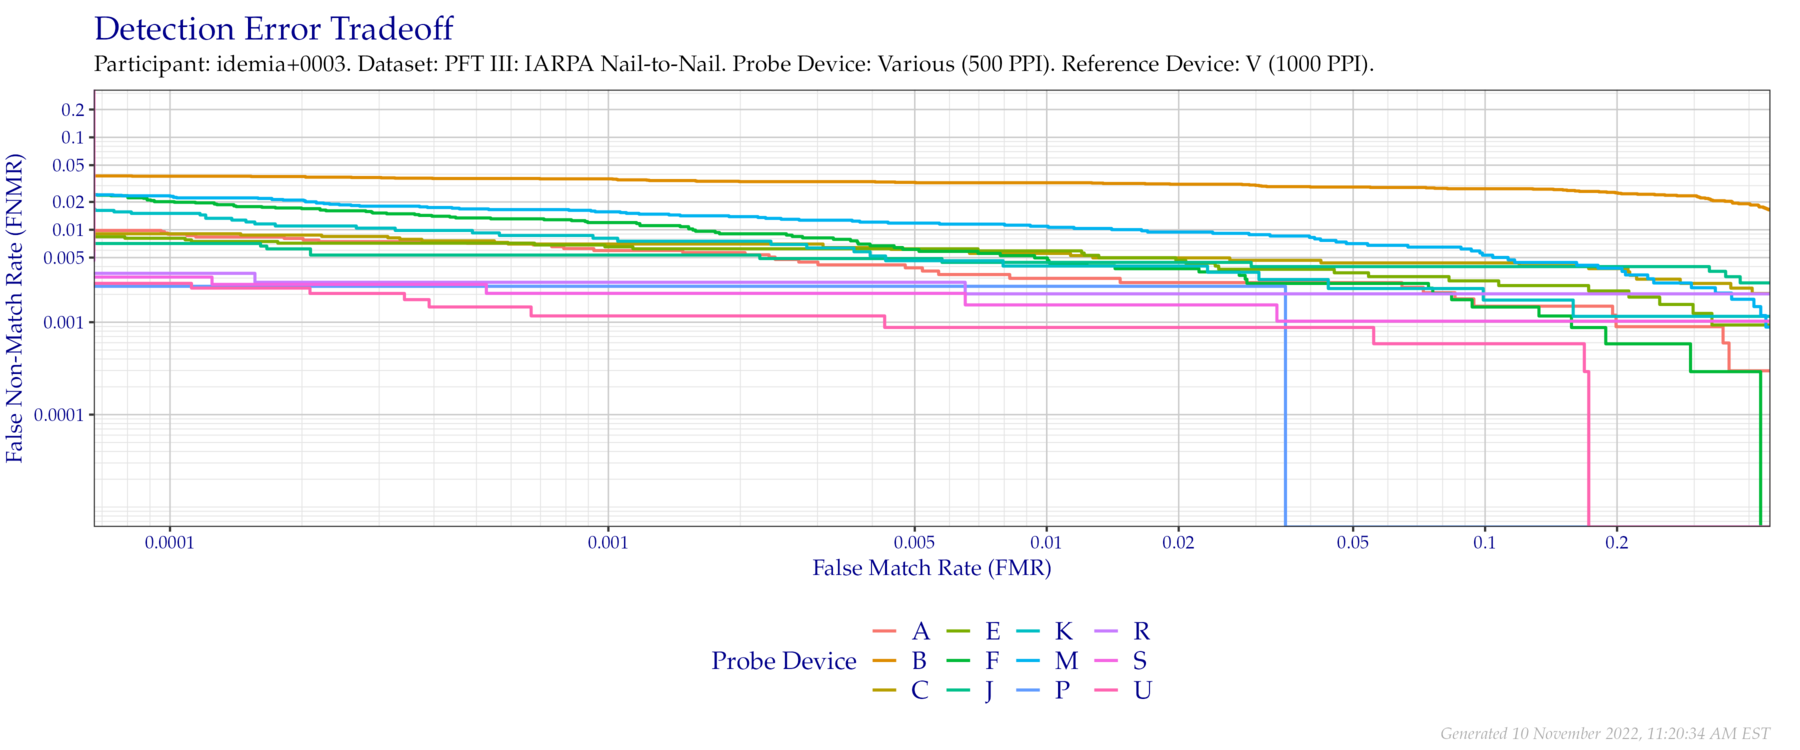 Detection Error Tradeoff
Participant: idemia+0003. Dataset: PFT III: IARPA Nail-to-Nail. Probe Device: Various (500 PPI). Reference Device: V (1000 PPI).
False Non-Match Rate (FNMR)
0.2
0.1
0.05
0.02
0.01
0.005
0.001
0.0001
0.0001 0.001 0.005 0.01 0.02 0.05 0.1 0.2
False Match Rate (FMR)
Probe Device
A E K R
B F M S
C J P U
Generated 10 November 2022, 11:20:34 AM EST